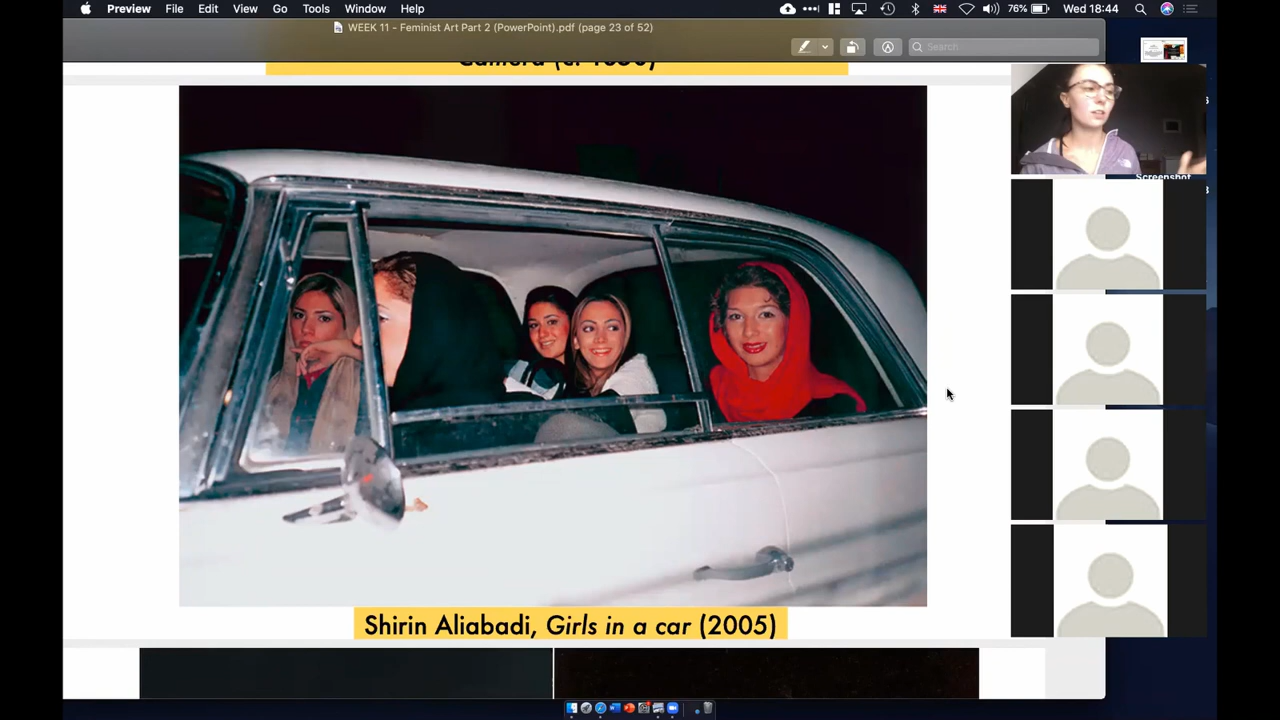 Preview File Edit View Go Tools Window Help 76% Wed 18:44
WEEK 11 - Feminist Art Part 2 (PowerPoint).pdf (page 23 of 52)
Search
Screenshot
Shirin Aliabadi, Girls in a car (2005)